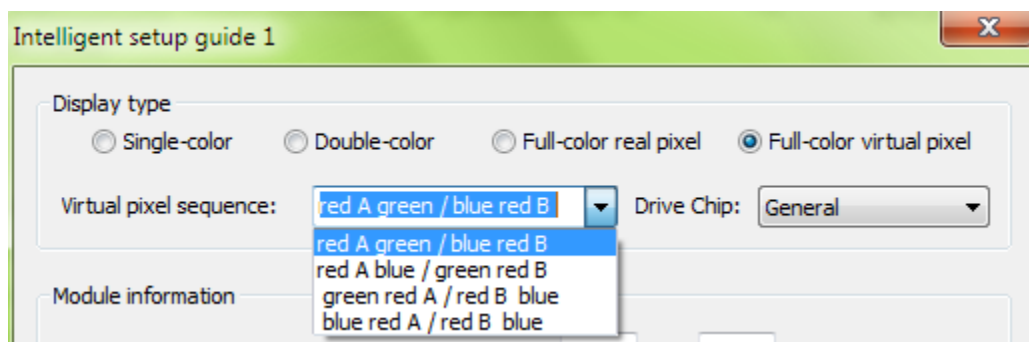 Intelligent setup guide 1
Display type
Single-color Double-color Full-color real pixel Full-color virtual pixel
Virtual pixel sequence: red A green / blue red B Drive Chip: General
red A green / blue red B
red A blue / green red B
green red A / red B blue
Module information
blue red A / red B blue